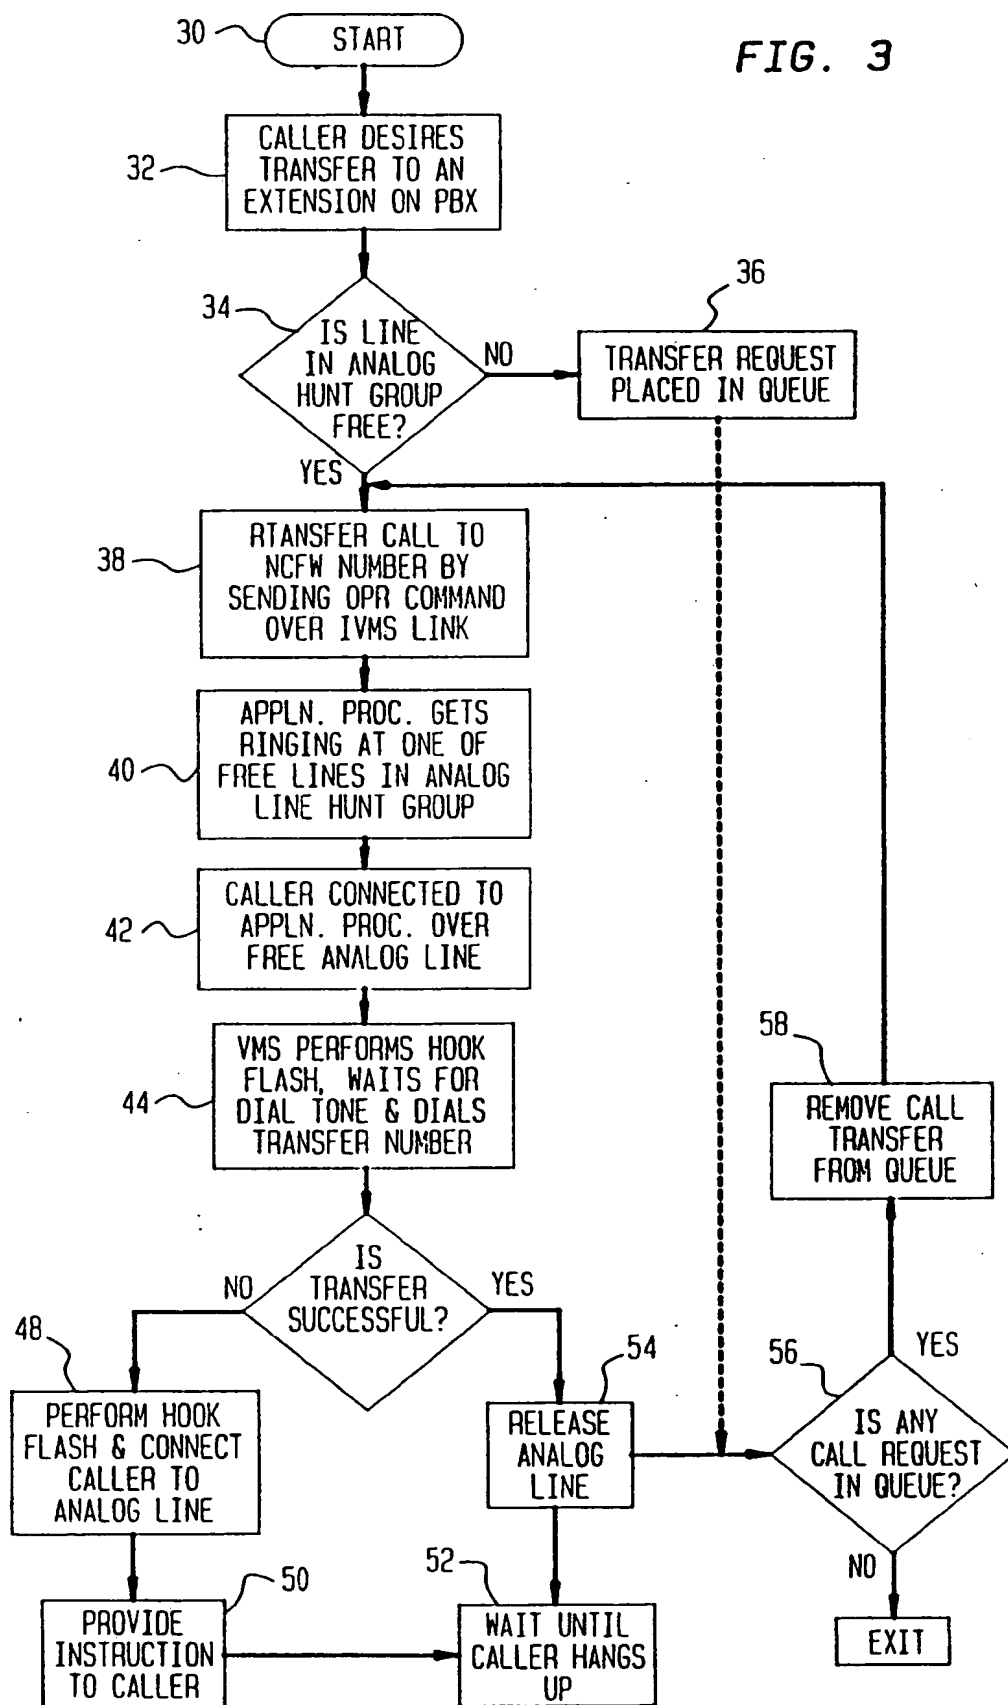 30
START
FIG. 3
32
CALLER DESIRES
TRANSFER TO AN
EXTENSION ON PBX
34
IS LINE
IN ANALOG
HUNT GROUP
FREE?
NO
36
TRANSFER REQUEST
PLACED IN QUEUE
YES
38
RTANSFER CALL TO
NCFW NUMBER BY
SENDING OPR COMMAND
OVER IVMS LINK
40
APPLN. PROC. GETS
RINGING AT ONE OF
FREE LINES IN ANALOG
LINE HUNT GROUP
42
CALLER CONNECTED TO
APPLN. PROC. OVER
FREE ANALOG LINE
44
VMS PERFORMS HOOK
FLASH, WAITS FOR
DIAL TONE & DIALS
TRANSFER NUMBER
58
REMOVE CALL
TRANSFER
FROM QUEUE
IS
TRANSFER
SUCCESSFUL?
NO
YES
48
PERFORM HOOK
FLASH & CONNECT
CALLER TO
ANALOG LINE
54
RELEASE
ANALOG
LINE
56
YES
IS ANY
CALL REQUEST
IN QUEUE?
NO
EXIT
50
PROVIDE
INSTRUCTION
TO CALLER
52
WAIT UNTIL
CALLER HANGS
UP